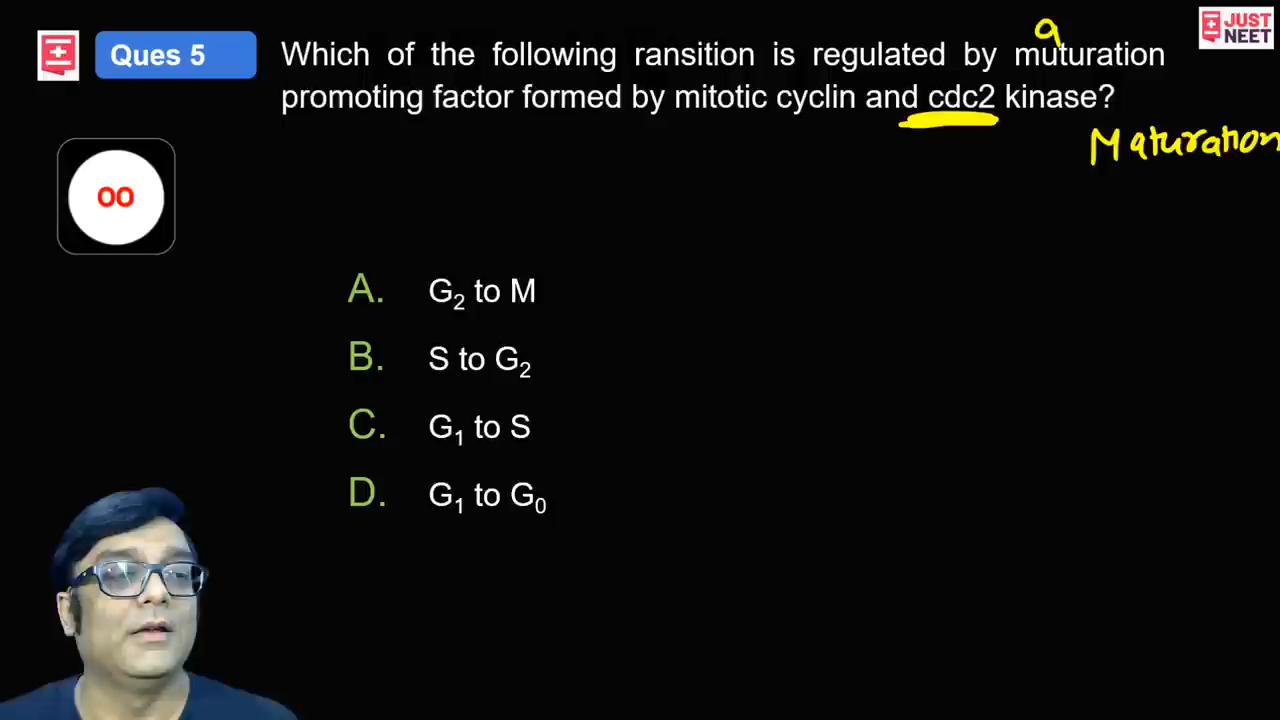 JUST
NEET
Ques 5
Which of the following ransition is regulated by muturation
a
promoting factor formed by mitotic cyclin and cdc2 kinase?
Maturation
00
A. G₂ to M
B. S to G₂
C. G₁ to S
D. G₁ to G₀